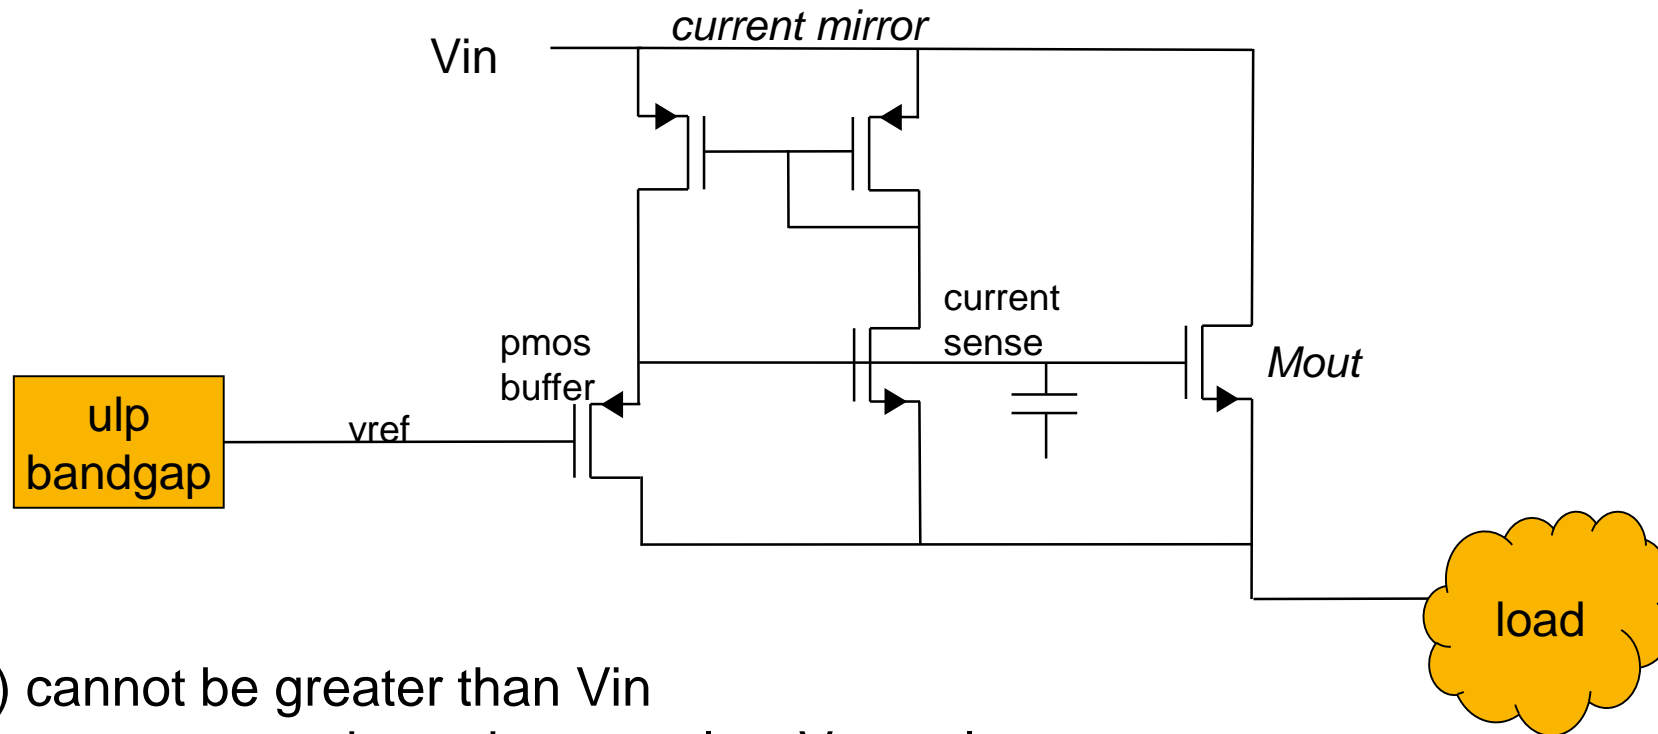 current mirror
Vin
current
sense
pmos
buffer
Mout
ulp
bandgap
vref
load
) cannot be greater than Vin